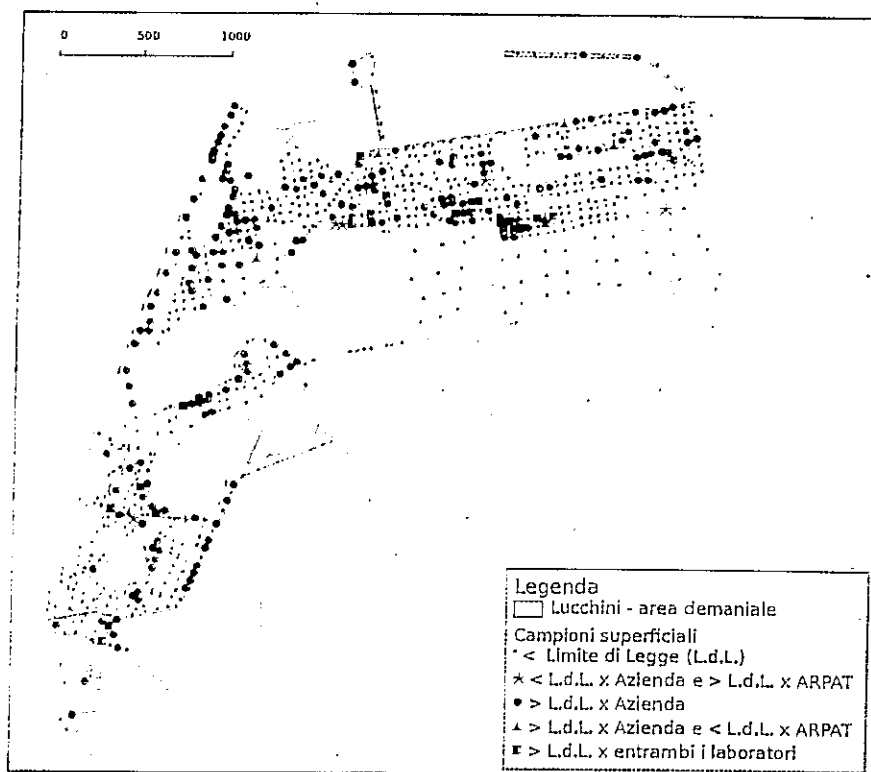 0 500 1000
Legenda
Lucchini - area demaniale
Campioni superficiali
< Limite di Legge (L.d.L.)
< L.d.L. x Azienda e > L.d.L. x ARPAT
> L.d.L. x Azienda
> L.d.L. x Azienda e < L.d.L. x ARPAT
> L.d.L. x entrambi i laboratori